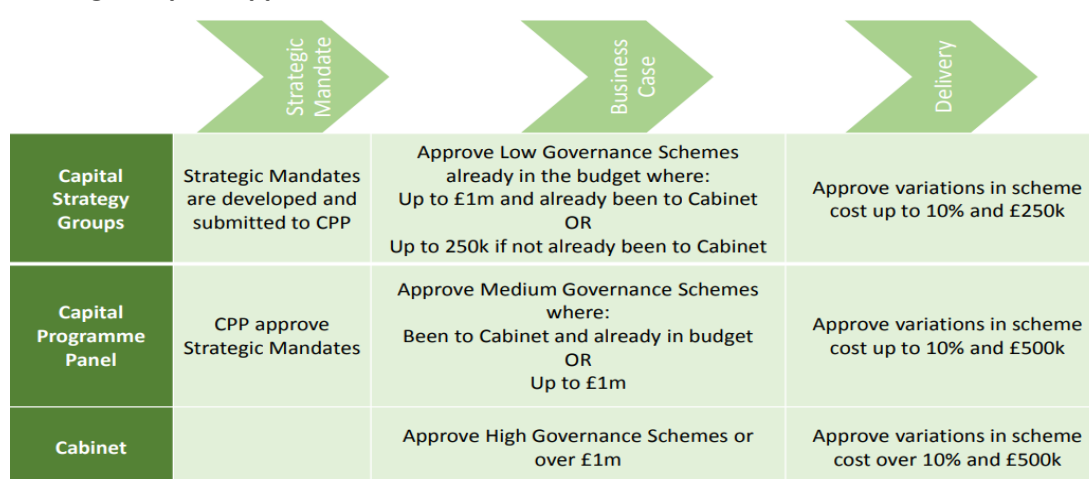 Strategic
Mandate
Business
Case
Delivery
Capital
Strategy
Groups
Strategic Mandates
are developed and
submitted to CPP
Approve Low Governance Schemes
already in the budget where:
Up to £1m and already been to Cabinet
OR
Up to 250k if not already been to Cabinet
Approve variations in scheme
cost up to 10% and £250k
Capital
Programme
Panel
CPP approve
Strategic Mandates
Approve Medium Governance Schemes
where:
Been to Cabinet and already in budget
OR
Up to £1m
Approve variations in scheme
cost up to 10% and £500k
Cabinet
Approve High Governance Schemes or
over £1m
Approve variations in scheme
cost over 10% and £500k